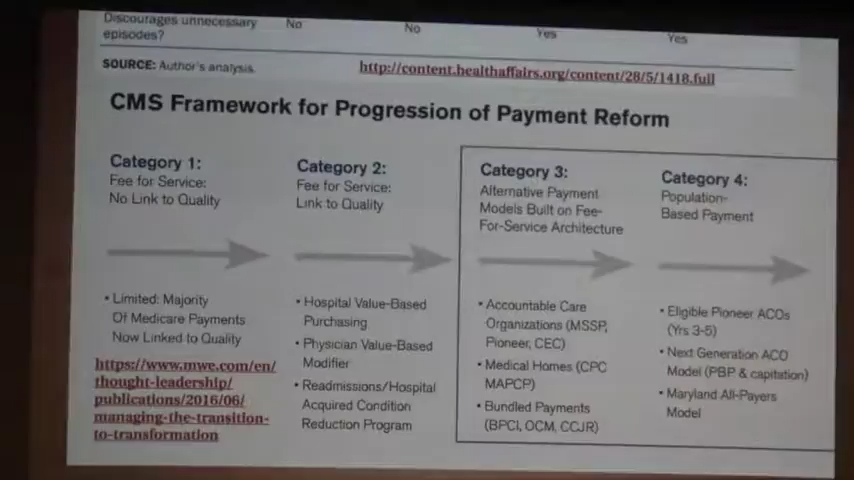 Discourages unnecessary
episodes?
No
No
Yes
Yes
SOURCE: Author's analysis.
http://content.healthaffairs.org/content/28/5/1418.full
CMS Framework for Progression of Payment Reform
Category 1:
Fee for Service:
No Link to Quality
Category 2:
Fee for Service:
Link to Quality
Category 3:
Alternative Payment
Models Built on Fee-
For-Service Architecture
Category 4:
Population-
Based Payment
• Limited: Majority
Of Medicare Payments
Now Linked to Quality
https://www.mwe.com/en/
thought-leadership/
publications/2016/06/
managing-the-transition-
to-transformation
• Hospital Value-Based
Purchasing
• Physician Value-Based
Modifier
• Readmissions/Hospital
Acquired Condition
Reduction Program
• Accountable Care
Organizations (MSSP,
Pioneer, CEC)
• Medical Homes (CPC
MAPCP)
• Bundled Payments
(BPCI, OCM, CCJR)
• Eligible Pioneer ACOs
(Yrs 3-5)
• Next Generation ACO
Model (PBP & capitation)
• Maryland All-Payers
Model